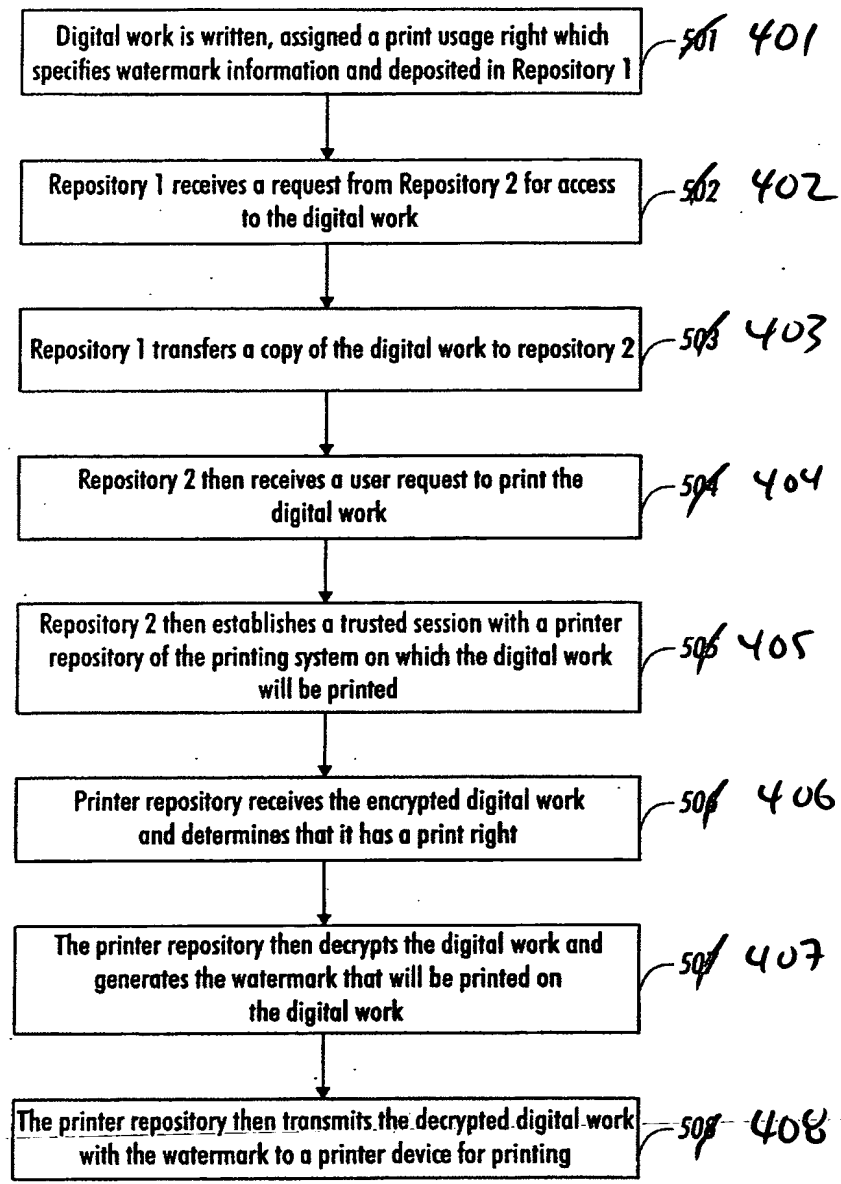 Digital work is written, assigned a print usage right which
specifies watermark information and deposited in Repository 1
501 401
Repository 1 receives a request from Repository 2 for access
to the digital work
502 402
Repository 1 transfers a copy of the digital work to repository 2
503 403
Repository 2 then receives a user request to print the
digital work
504 404
Repository 2 then establishes a trusted session with a printer
repository of the printing system on which the digital work
will be printed
505 405
Printer repository receives the encrypted digital work
and determines that it has a print right
506 406
The printer repository then decrypts the digital work and
generates the watermark that will be printed on
the digital work
507 407
The printer repository then transmits the decrypted digital work
with the watermark to a printer device for printing
508 408